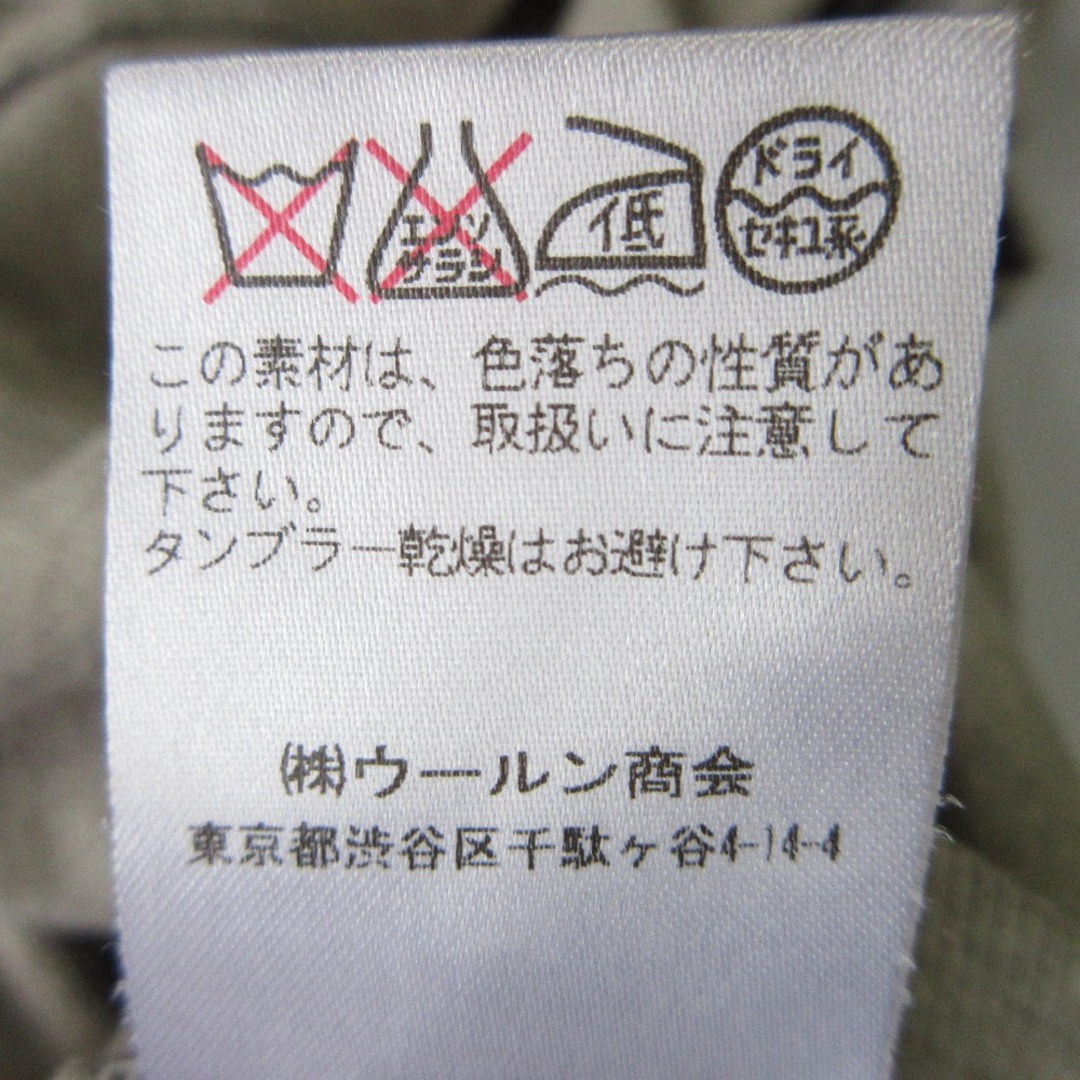 エンソ
サラシ
低
ドライ
セキユ系
この素材は、色落ちの性質があ
りますので、取扱いに注意して
下さい。
タンブラー乾燥はお避け下さい。
㈱ウールン商会
東京都渋谷区千駄ヶ谷4-14-4